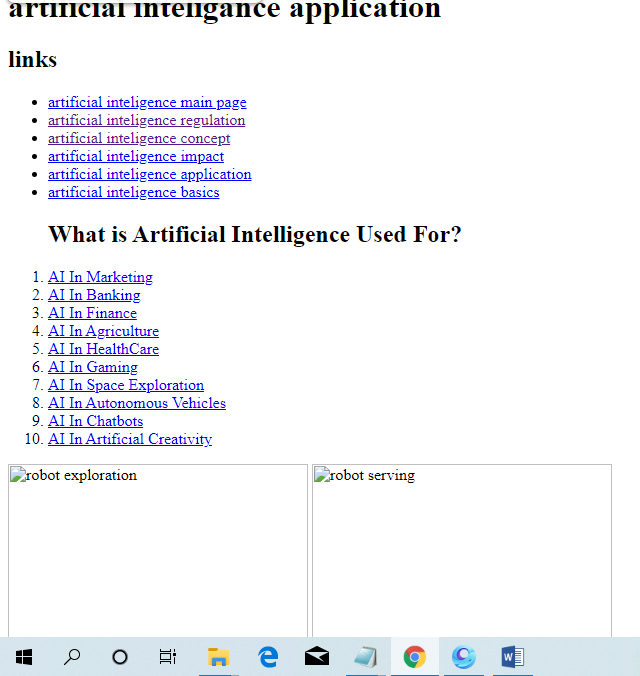 artificial inteligance application
links
artificial inteligence main page
artificial inteligence regulation
artificial inteligence concept
artificial inteligence impact
artificial inteligence application
artificial inteligence basics
What is Artificial Intelligence Used For?
1. AI In Marketing
2. AI In Banking
3. AI In Finance
4. AI In Agriculture
5. AI In HealthCare
6. AI In Gaming
7. AI In Space Exploration
8. AI In Autonomous Vehicles
9. AI In Chatbots
10. AI In Artificial Creativity
robot exploration
robot serving